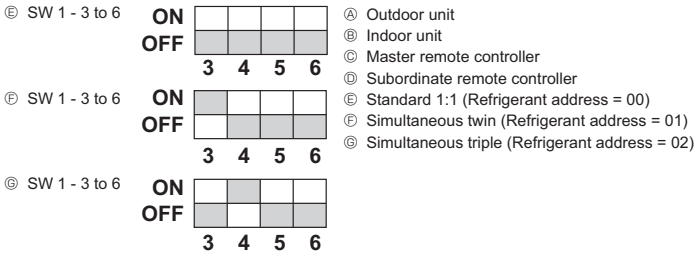 Ⓔ SW 1 - 3 to 6
ON
OFF
3 4 5 6
Ⓕ SW 1 - 3 to 6
ON
OFF
3 4 5 6
Ⓖ SW 1 - 3 to 6
ON
OFF
3 4 5 6
Ⓐ Outdoor unit
Ⓑ Indoor unit
Ⓒ Master remote controller
Ⓓ Subordinate remote controller
Ⓔ Standard 1:1 (Refrigerant address = 00)
Ⓕ Simultaneous twin (Refrigerant address = 01)
Ⓖ Simultaneous triple (Refrigerant address = 02)